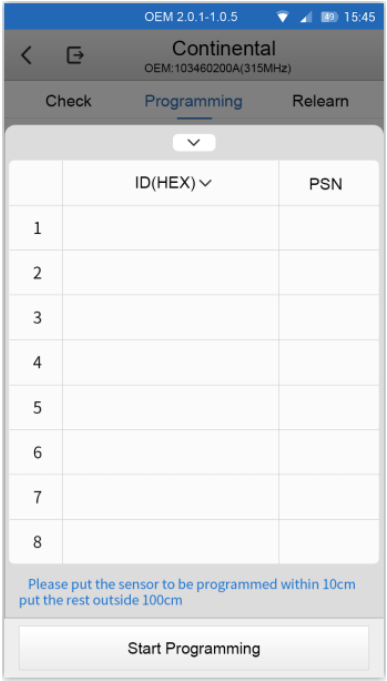 OEM 2.0.1-1.0.5 49 15:45
Continental
OEM:103460200A(315MHz)
Check Programming Relearn
ID(HEX) PSN
1
2
3
4
5
6
7
8
Please put the sensor to be programmed within 10cm
put the rest outside 100cm
Start Programming